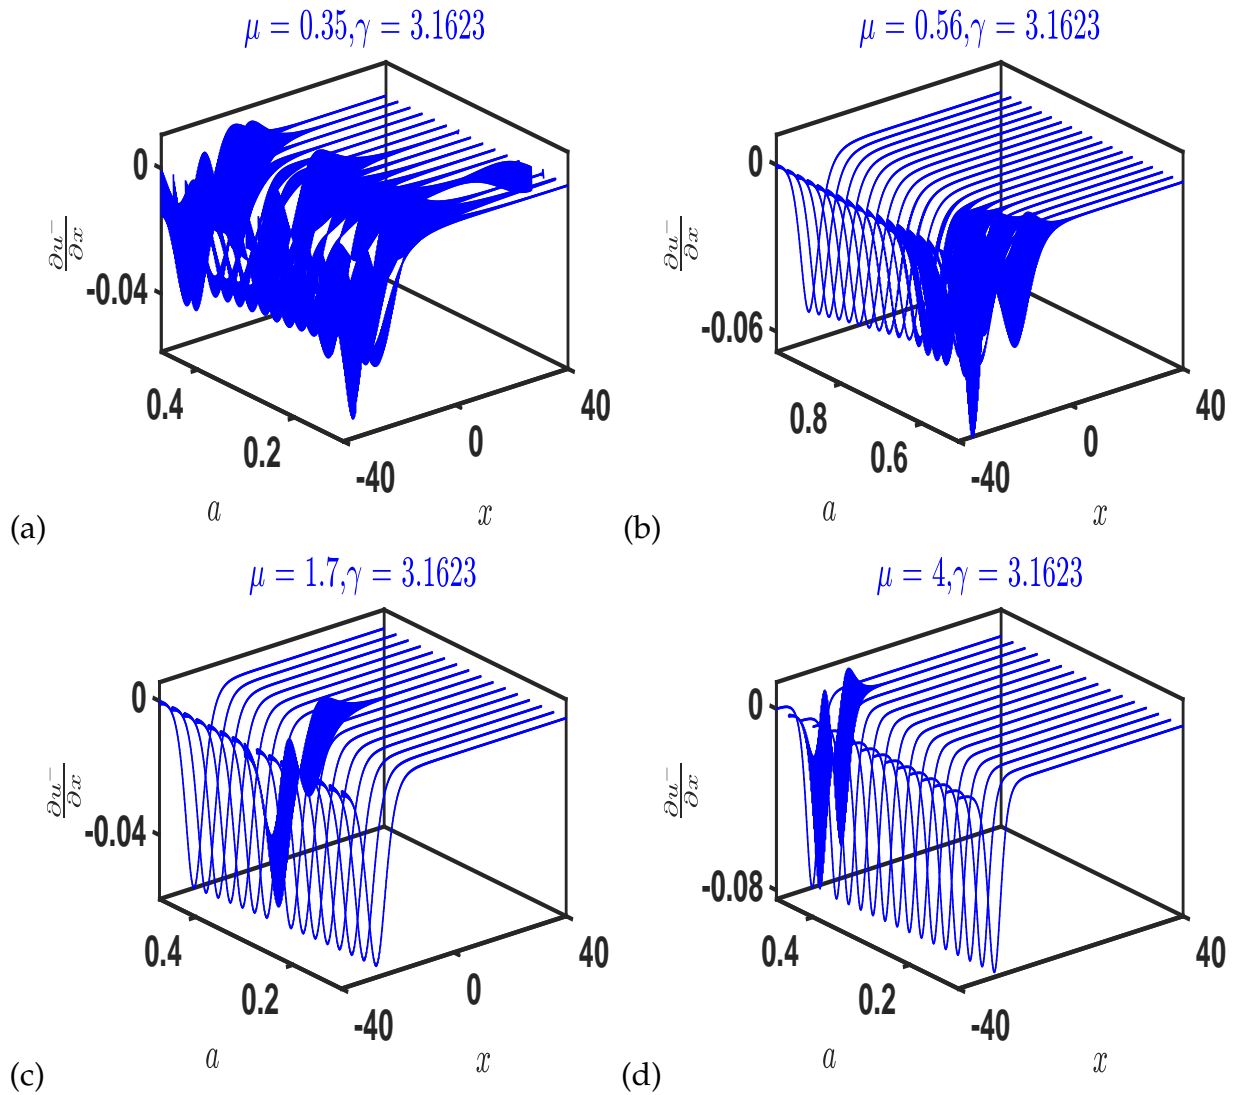 μ = 0.35,γ = 3.1623
0
-0.04
∂u⁻/∂x
0.4
0.2
-40
0
40
a
x
(a)
μ = 0.56,γ = 3.1623
0
-0.06
∂u⁻/∂x
0.8
0.6
-40
0
40
a
x
(b)
μ = 1.7,γ = 3.1623
0
-0.04
∂u⁻/∂x
0.4
0.2
-40
0
40
a
x
(c)
μ = 4,γ = 3.1623
0
-0.08
∂u⁻/∂x
0.4
0.2
-40
0
40
a
x
(d)